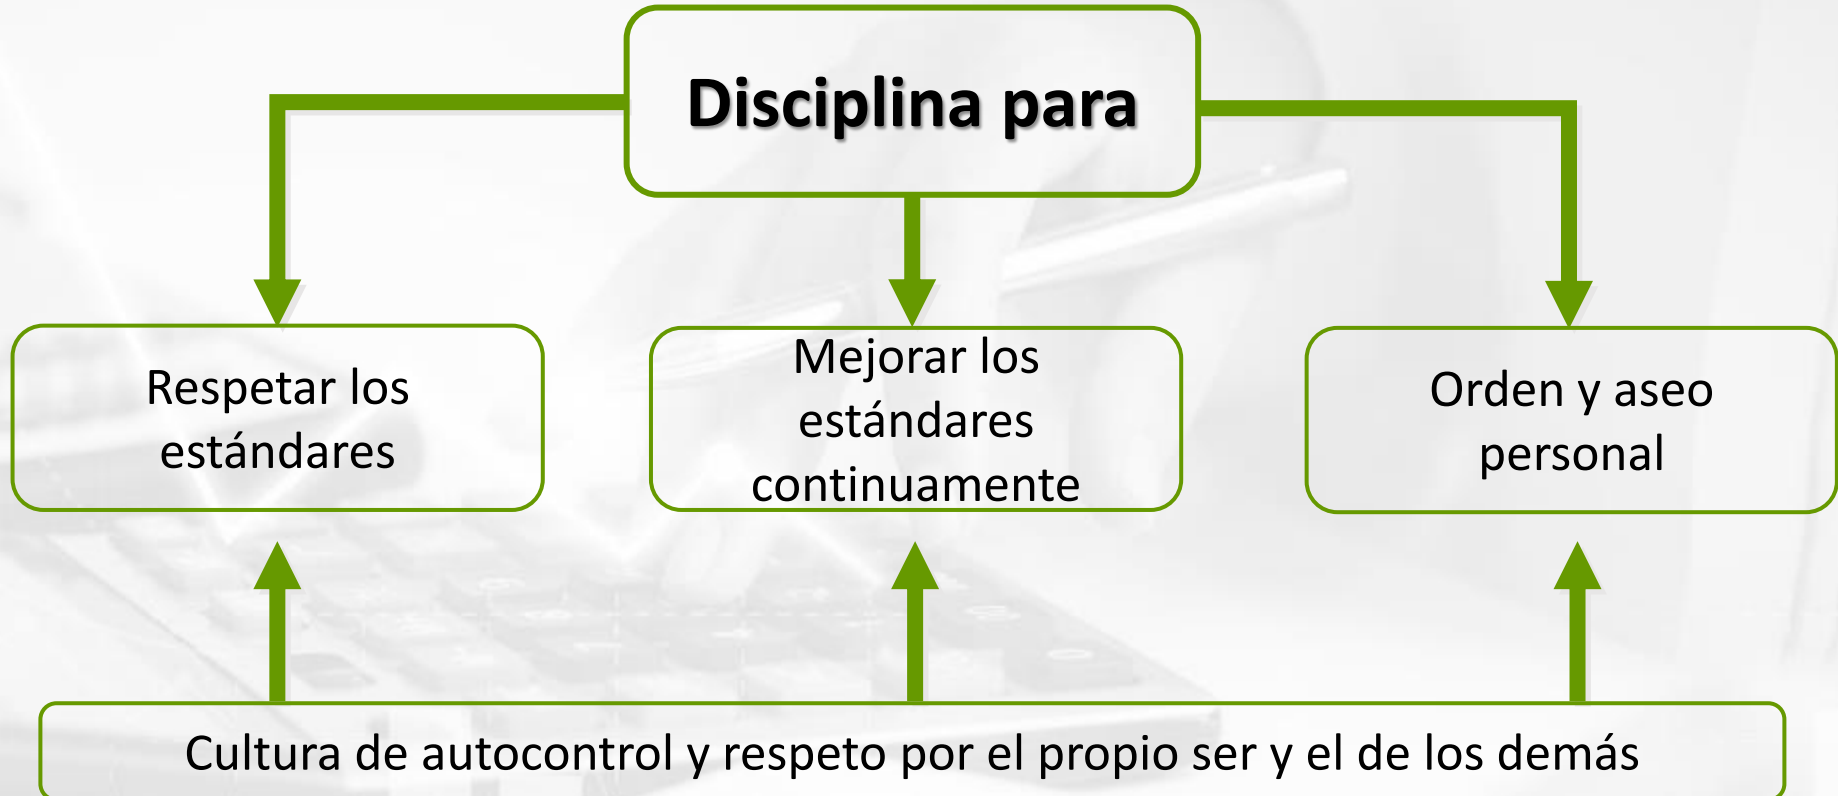 Disciplina para
Respetar los
estándares
Mejorar los
estándares
continuamente
Orden y aseo
personal
Cultura de autocontrol y respeto por el propio ser y el de los demás